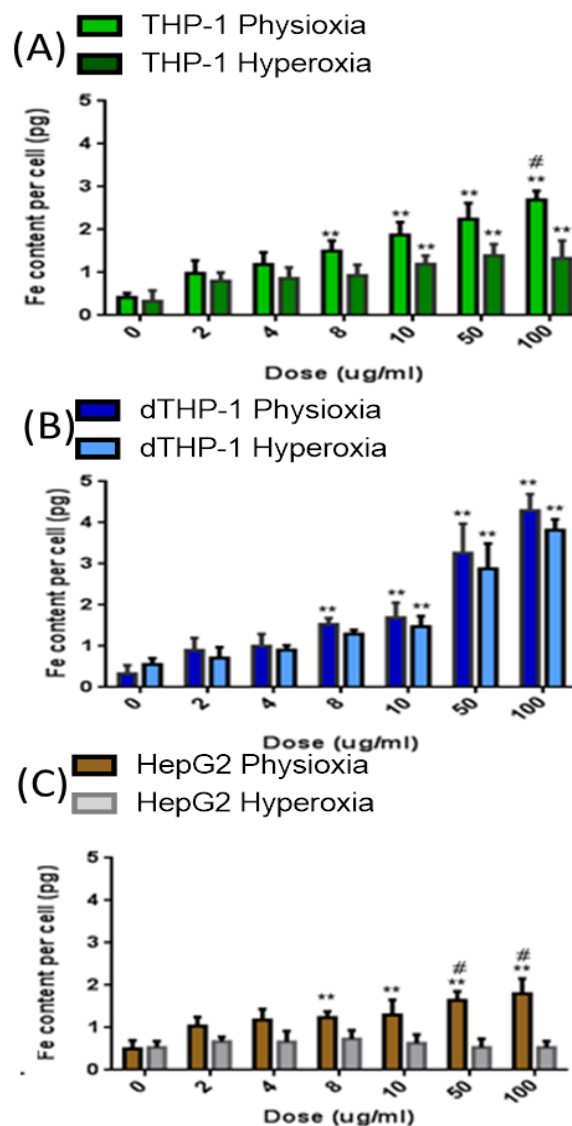 (A)
THP-1 Physioxia
THP-1 Hyperoxia
Fe content per cell (pg)
5
4
3
2
1
0
** ** ** ** ** # ** **
0 2 4 8 10 50 100
Dose (ug/ml)
(B)
dTHP-1 Physioxia
dTHP-1 Hyperoxia
Fe content per cell (pg)
5
4
3
2
1
0
** ** ** ** ** ** **
0 2 4 8 10 50 100
Dose (ug/ml)
(C)
HepG2 Physioxia
HepG2 Hyperoxia
Fe content per cell (pg)
5
4
3
2
1
0
** ** # ** # **
0 2 4 8 10 50 100
Dose (ug/ml)